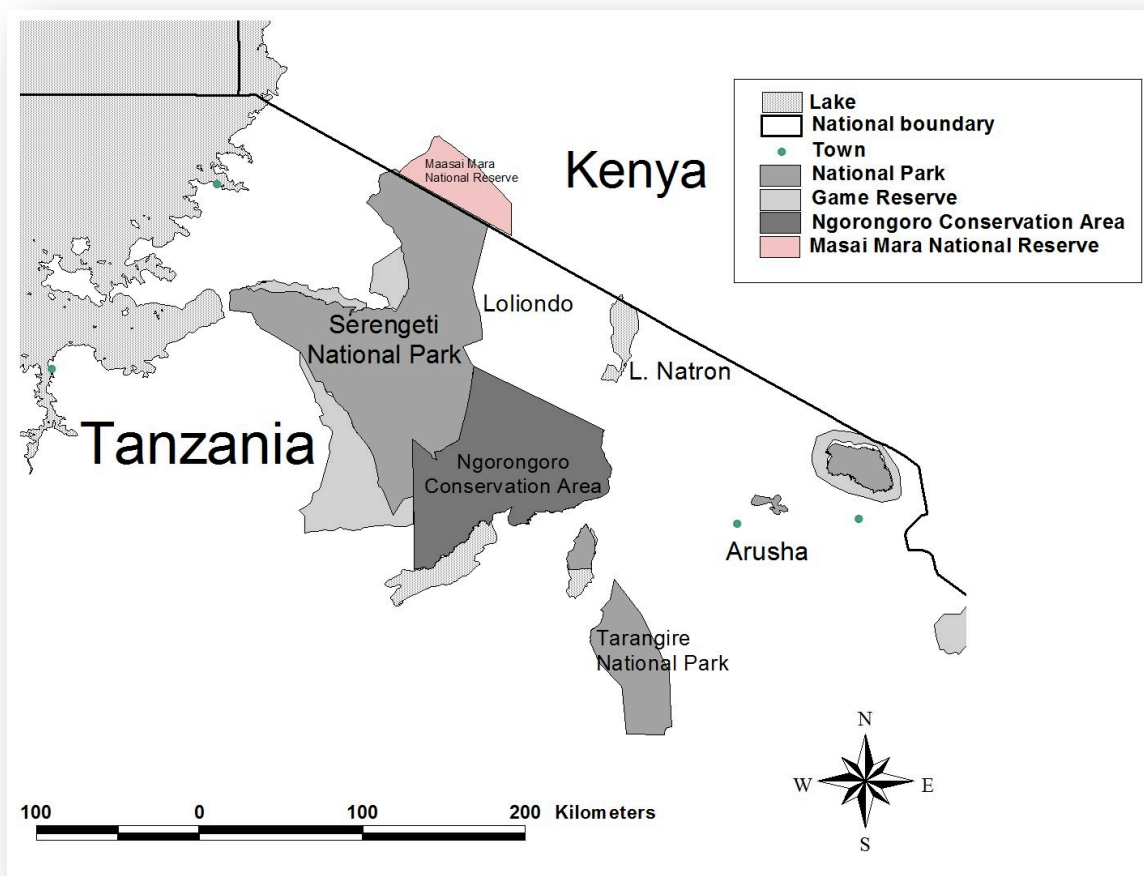 Maasai Mara
National Reserve
Kenya
Lake
National boundary
Town
National Park
Game Reserve
Ngorongoro Conservation Area
Masai Mara National Reserve
Loliondo
Serengeti
National Park
L. Natron
Tanzania
Ngorongoro
Conservation Area
Arusha
Tarangire
National Park
N
W E
S
100 0 100 200 Kilometers